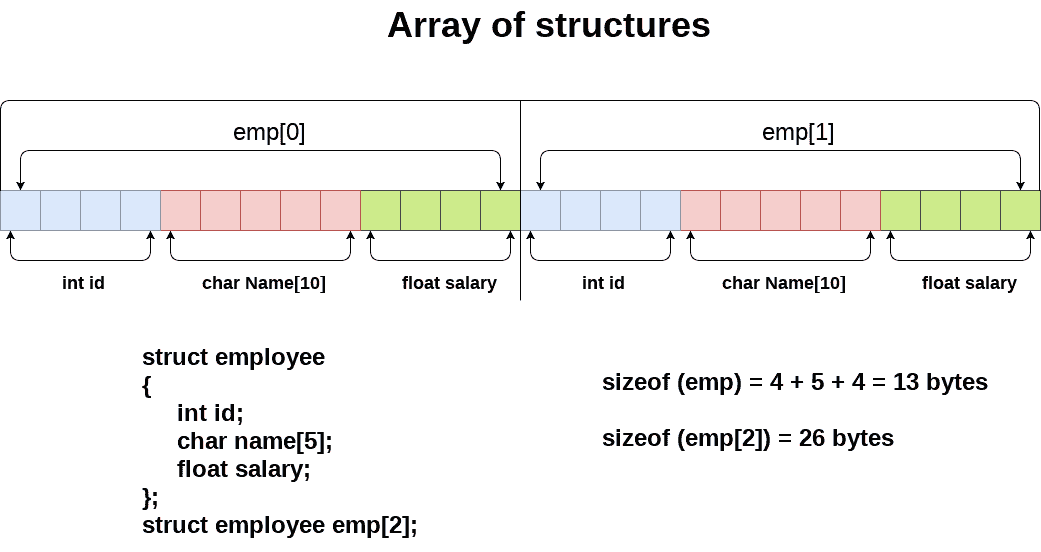 Array of structures
emp[0]
emp[1]
int id
char Name[10]
float salary
int id
char Name[10]
float salary
struct employee
{
int id;
char name[5];
float salary;
};
struct employee emp[2];
sizeof (emp) = 4 + 5 + 4 = 13 bytes
sizeof (emp[2]) = 26 bytes